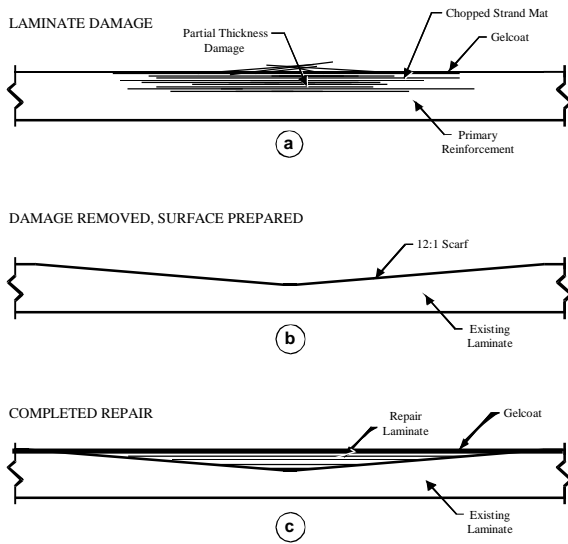 LAMINATE DAMAGE
Partial Thickness
Damage
Chopped Strand Mat
Gelcoat
Primary
Reinforcement
a
DAMAGE REMOVED, SURFACE PREPARED
12:1 Scarf
Existing
Laminate
b
COMPLETED REPAIR
Repair
Laminate
Gelcoat
Existing
Laminate
c